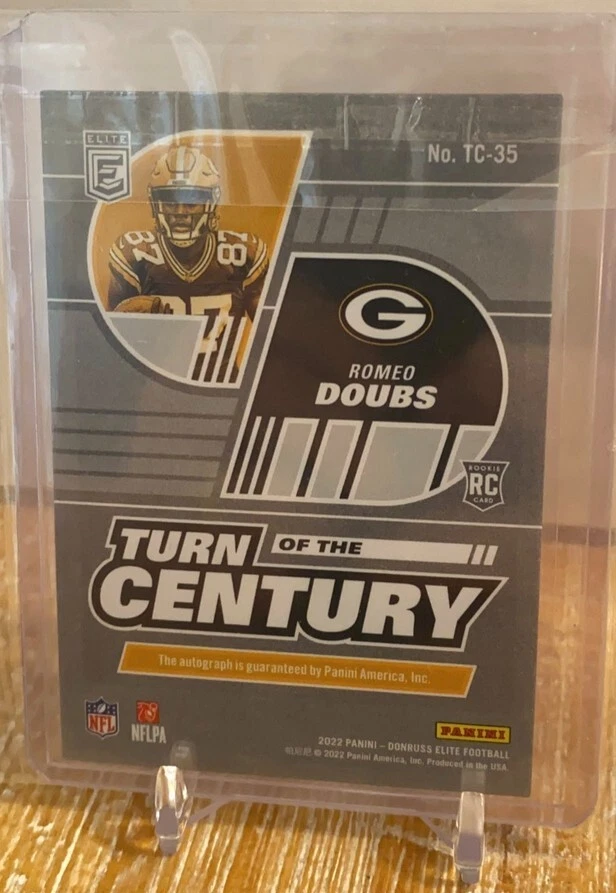 ELITE
E
No. TC-35
87 87
87
G
ROMEO
DOUBS
ROOKIE
RC
CARD
TURN OF THE
CENTURY
The autograph is guaranteed by Panini America, Inc.
NFL
NFLPA
PANINI
2022 PANINI – DONRUSS ELITE FOOTBALL
© 2022 Panini America, Inc. Produced in the USA.